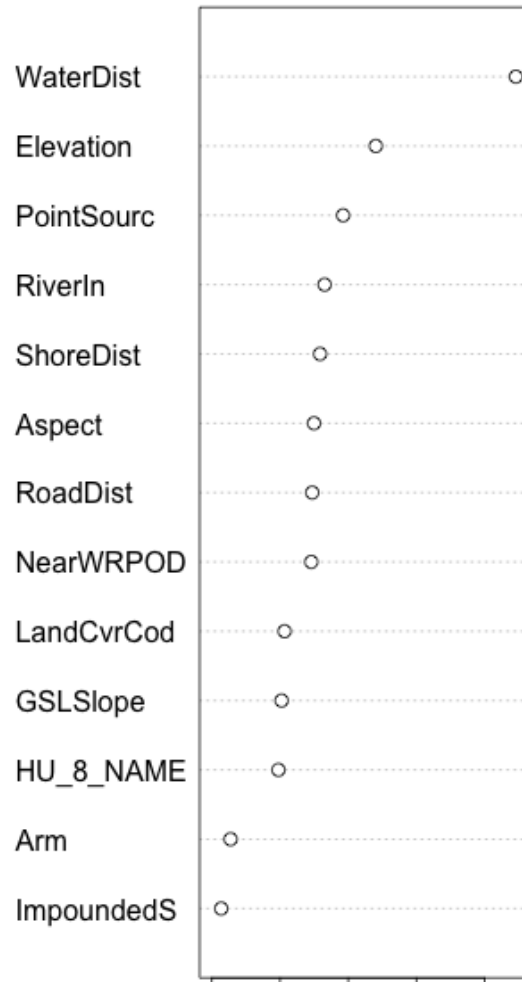 WaterDist
Elevation
PointSourc
RiverIn
ShoreDist
Aspect
RoadDist
NearWRPOD
LandCvrCod
GSLSlope
HU_8_NAME
Arm
ImpoundedS